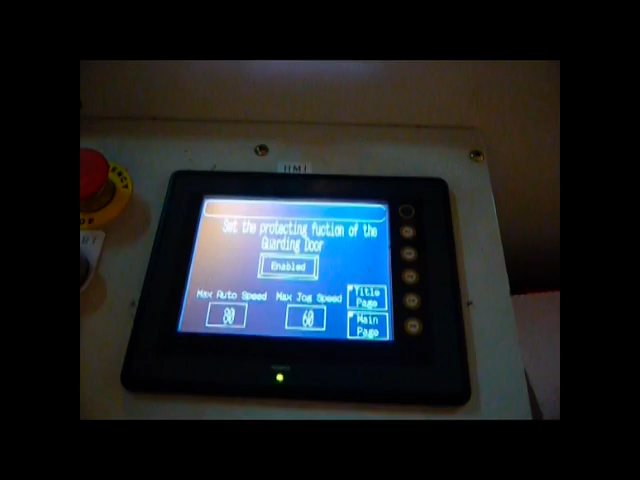 HMI
Set the protecting fuction of the
Guarding Door
Enabled
Max Auto Speed
Max Jog Speed
80
60
Title
Page
Main
Page